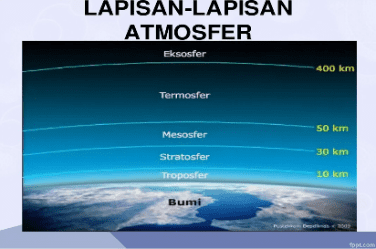 LAPISAN-LAPISAN
ATMOSFER
Eksosfer
400 km
Termosfer
50 km
Mesosfer
30 km
Stratosfer
10 km
Troposfer
Bumi
fppt.com